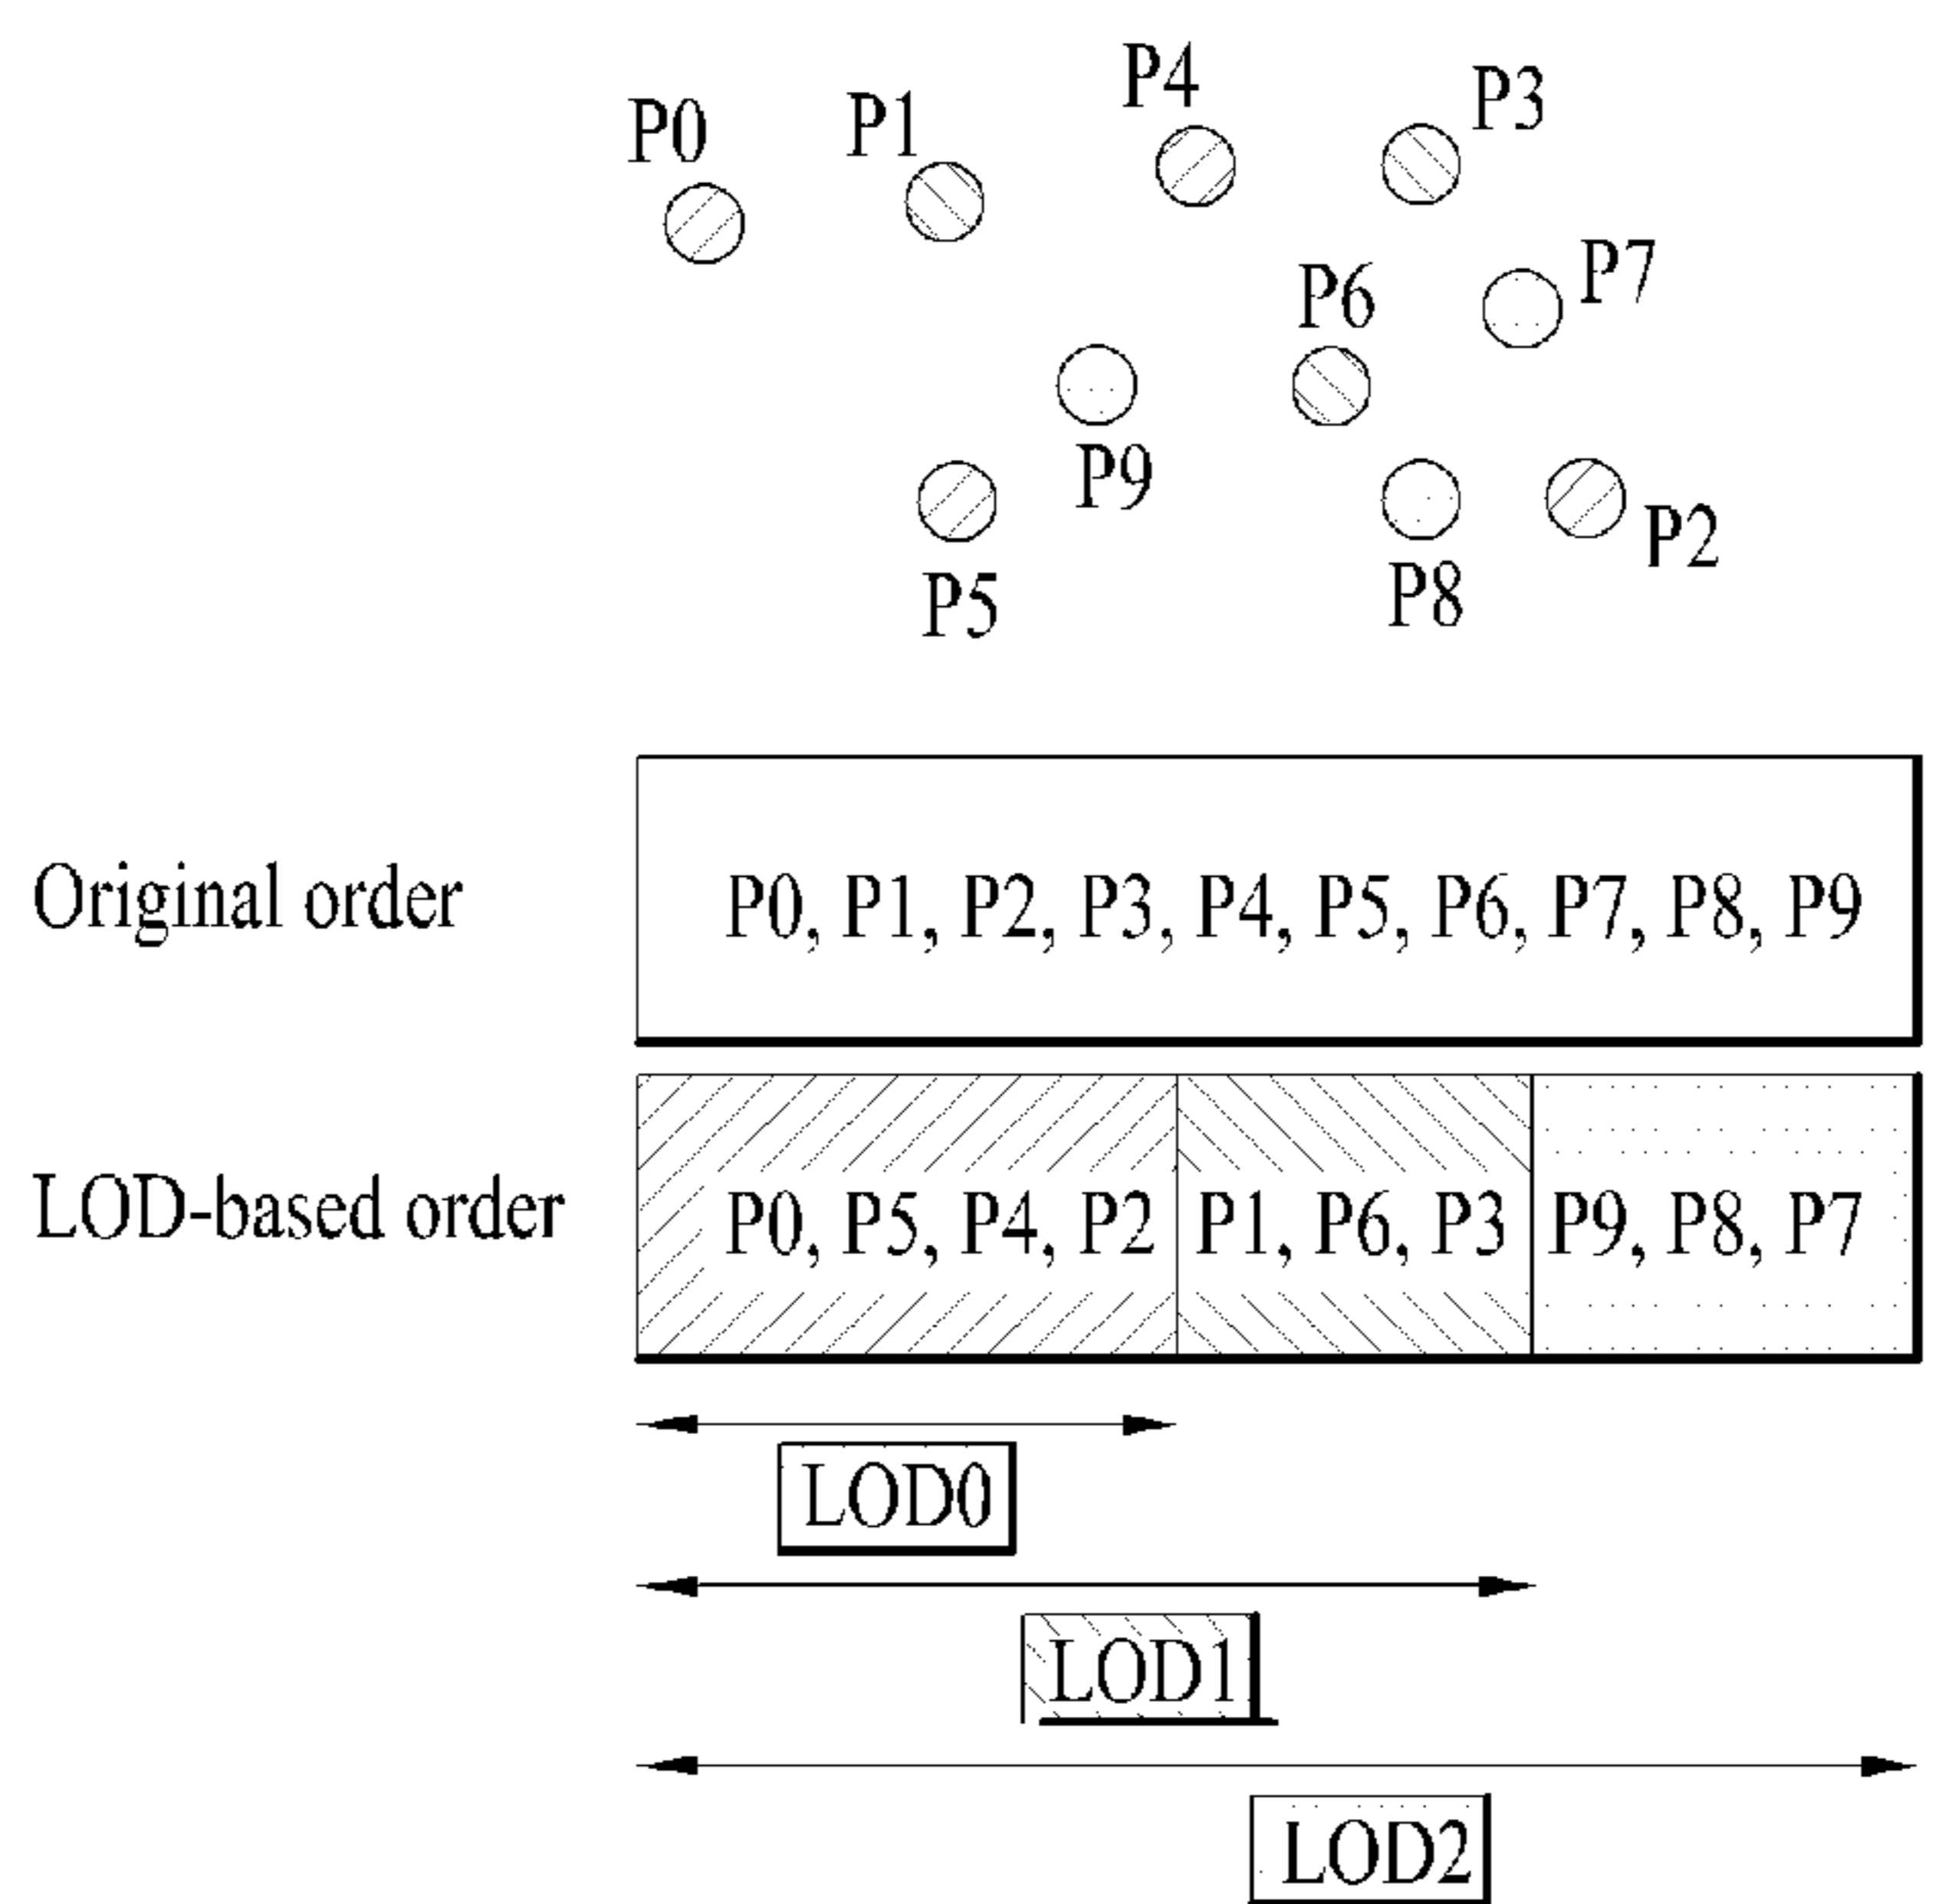 P4
P3
P0
P1
P7
P6
P9
P2
P5
P8
Original order
P0, P1, P2, P3, P4, P5, P6, P7, P8, P9
LOD-based order
P0, P5, P4, P2
P1, P6, P3
P9, P8, P7
LOD0
LOD1
LOD2